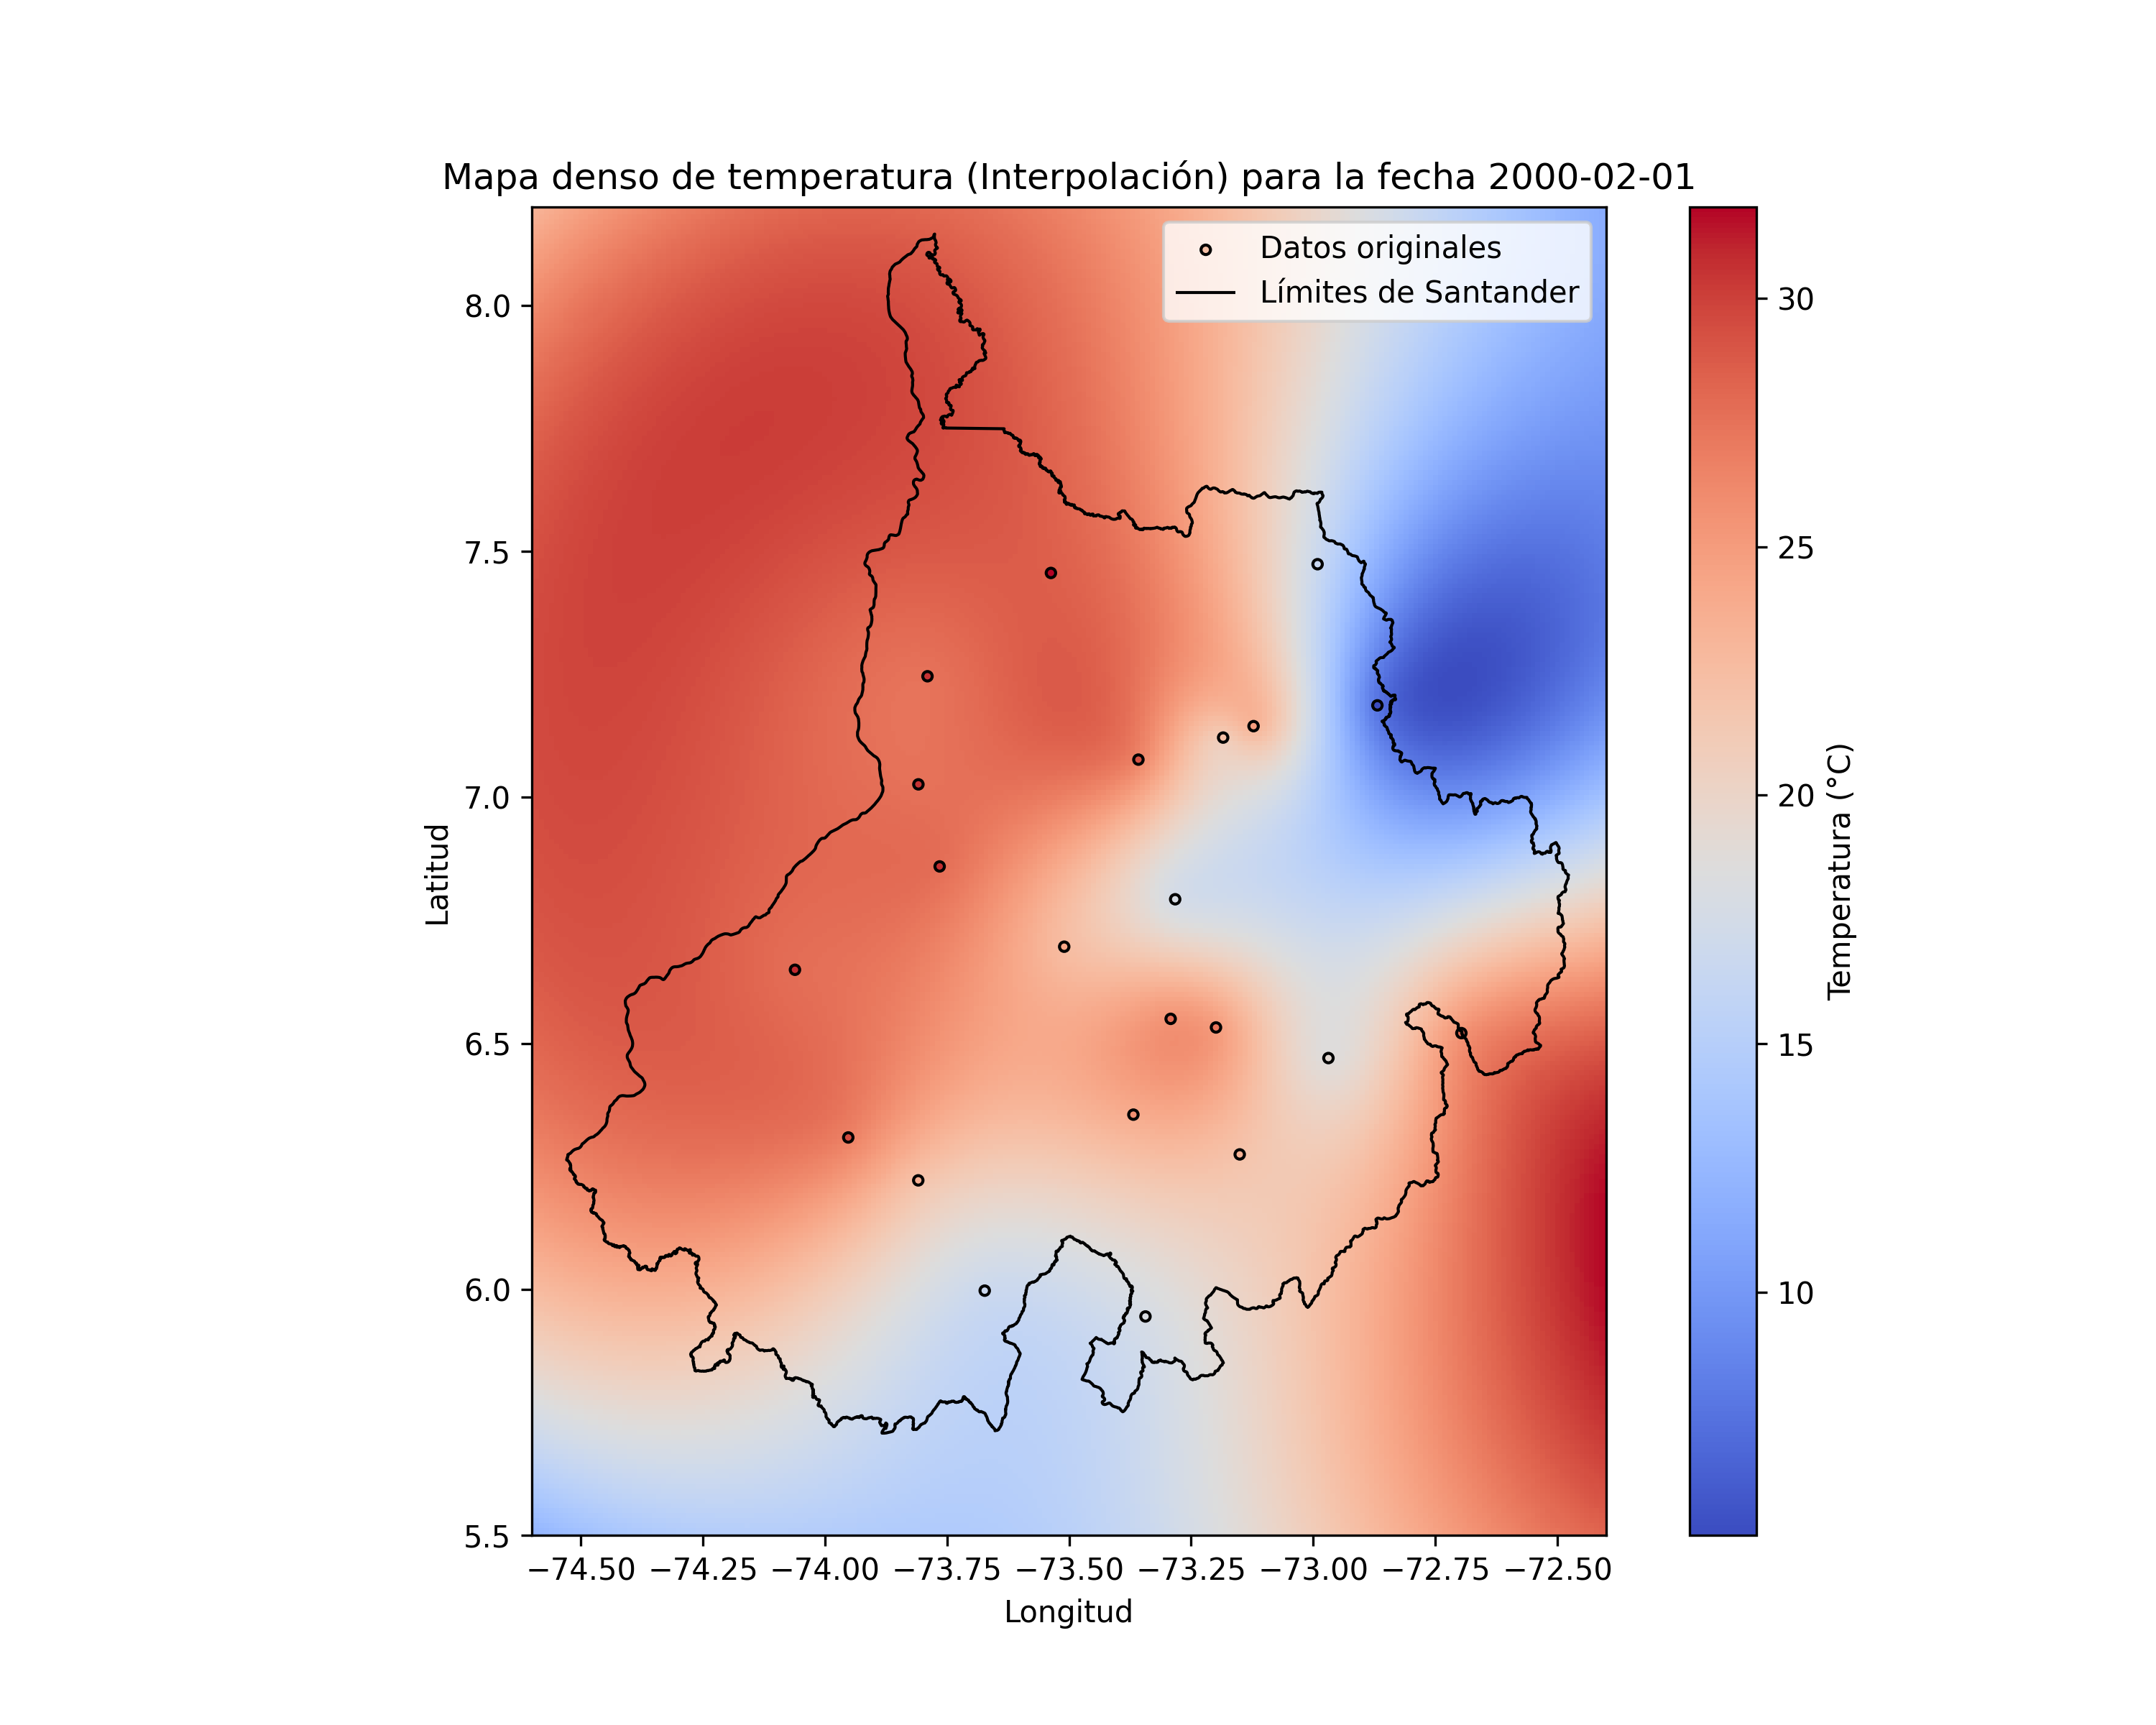 Mapa denso de temperatura (Interpolación) para la fecha 2000-02-01
Datos originales
Límites de Santander
8.0
7.5
7.0
6.5
6.0
5.5
Latitud
−74.50 −74.25 −74.00 −73.75 −73.50 −73.25 −73.00 −72.75 −72.50
Longitud
30
25
20
15
10
Temperatura (°C)